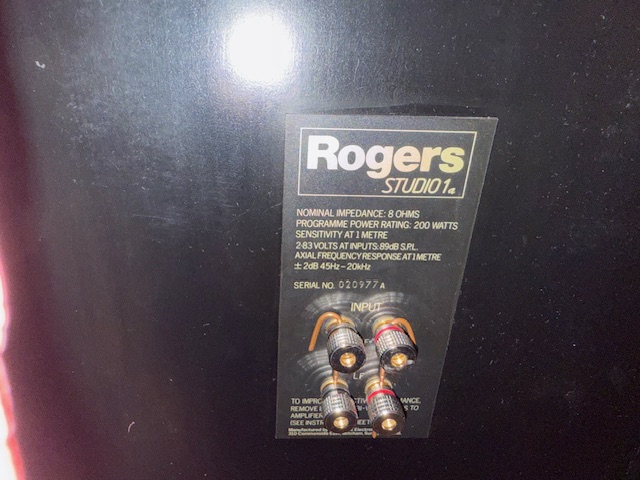 Rogers
STUDIO 1a
NOMINAL IMPEDANCE: 8 OHMS
PROGRAMME POWER RATING: 200 WATTS
SENSITIVITY AT 1 METRE
2·83 VOLTS AT INPUTS: 89dB S.P.L.
AXIAL FREQUENCY RESPONSE AT 1 METRE
± 2dB 45Hz – 20kHz
SERIAL NO. 020977A
INPUT
TO
REMOVE
TO
AMPLIFIER
(SEE
Manufactured by